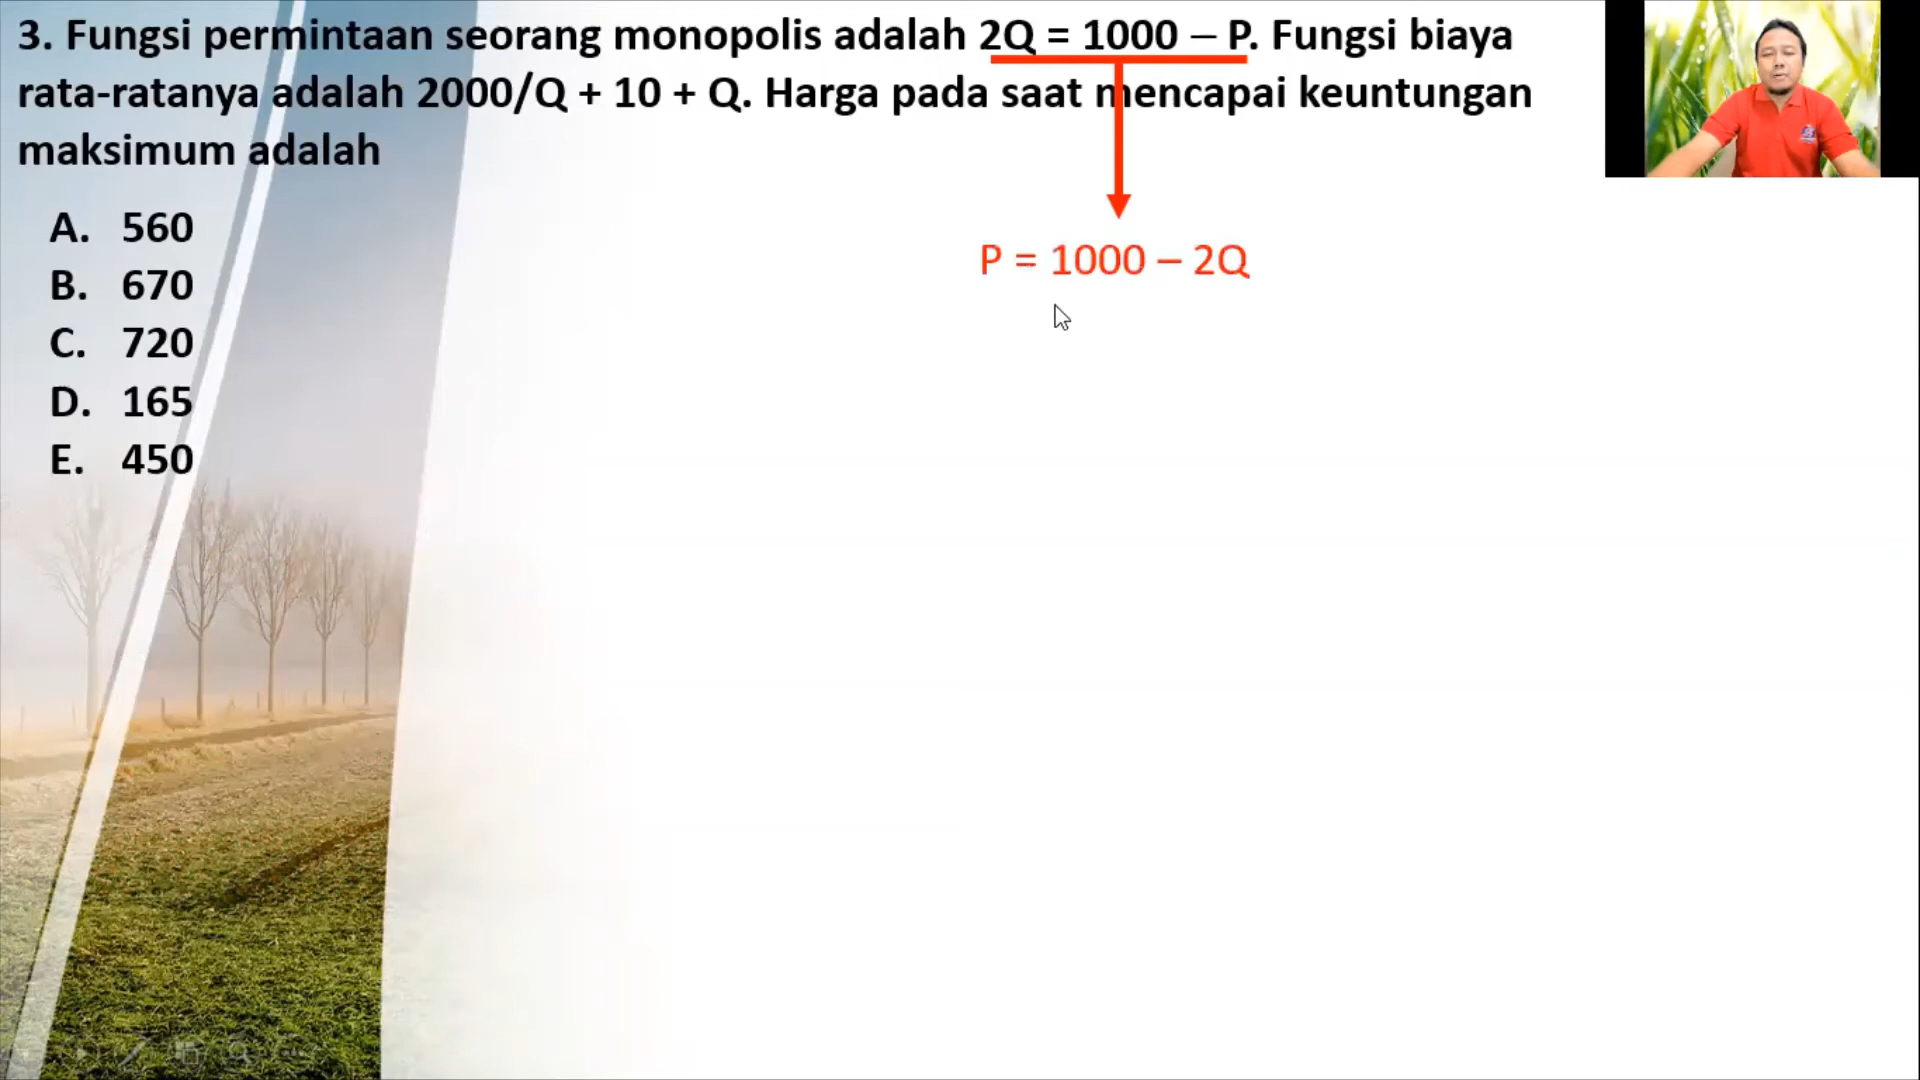 3. Fungsi permintaan seorang monopolis adalah 2Q = 1000 – P. Fungsi biaya
rata-ratanya adalah 2000/Q + 10 + Q. Harga pada saat mencapai keuntungan
maksimum adalah
A. 560
B. 670
C. 720
D. 165
E. 450
P = 1000 – 2Q